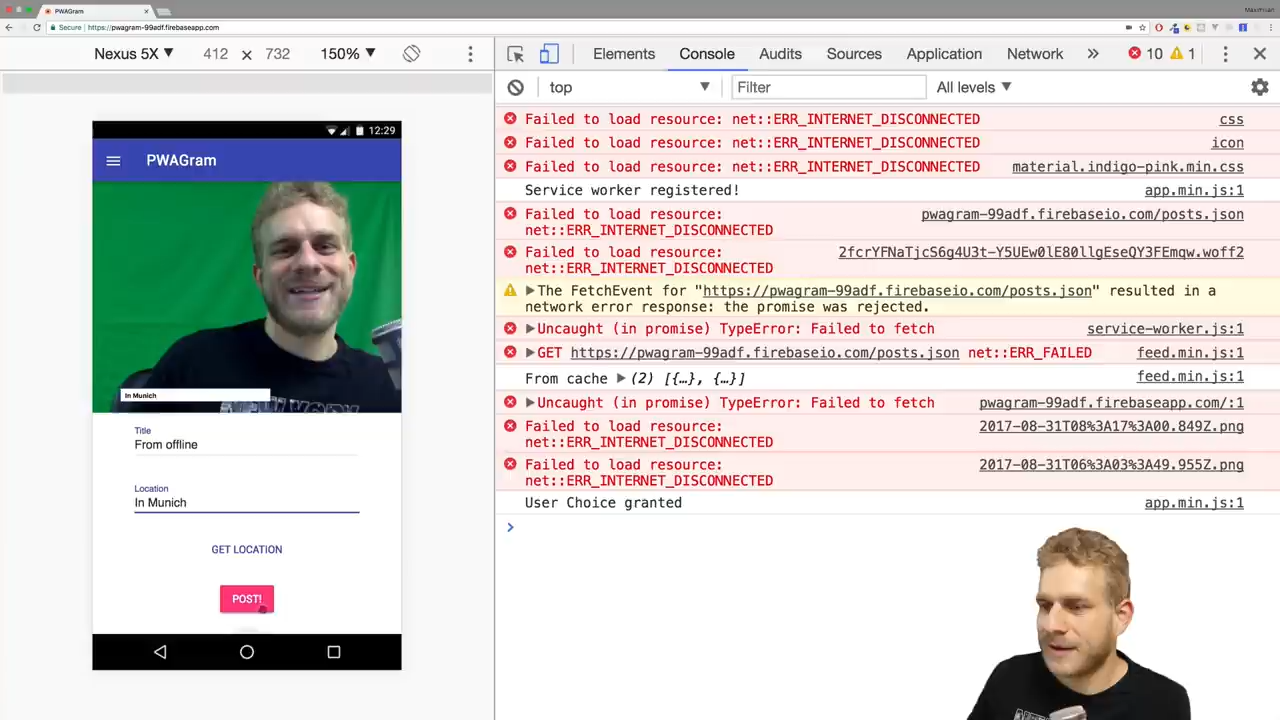 PWAGram
Maximilian
Secure https://pwagram-99adf.firebaseapp.com
Nexus 5X ▼ 412 × 732 150% ▼
Elements Console Audits Sources Application Network » 10 1
top ▼ Filter All levels ▼
Failed to load resource: net::ERR_INTERNET_DISCONNECTED css
Failed to load resource: net::ERR_INTERNET_DISCONNECTED icon
Failed to load resource: net::ERR_INTERNET_DISCONNECTED material.indigo-pink.min.css
Service worker registered! app.min.js:1
Failed to load resource: pwagram-99adf.firebaseio.com/posts.json
net::ERR_INTERNET_DISCONNECTED
Failed to load resource: 2fcrYFNaTjcS6g4U3t-Y5UEw0lE80llgEseQY3FEmqw.woff2
net::ERR_INTERNET_DISCONNECTED
The FetchEvent for "https://pwagram-99adf.firebaseio.com/posts.json" resulted in a
network error response: the promise was rejected.
Uncaught (in promise) TypeError: Failed to fetch service-worker.js:1
GET https://pwagram-99adf.firebaseio.com/posts.json net::ERR_FAILED feed.min.js:1
From cache ▶ (2) [{…}, {…}] feed.min.js:1
Uncaught (in promise) TypeError: Failed to fetch pwagram-99adf.firebaseapp.com/:1
Failed to load resource: 2017-08-31T08%3A17%3A00.849Z.png
net::ERR_INTERNET_DISCONNECTED
Failed to load resource: 2017-08-31T06%3A03%3A49.955Z.png
net::ERR_INTERNET_DISCONNECTED
User Choice granted app.min.js:1
12:29
PWAGram
In Munich
Title
From offline
Location
In Munich
GET LOCATION
POST!